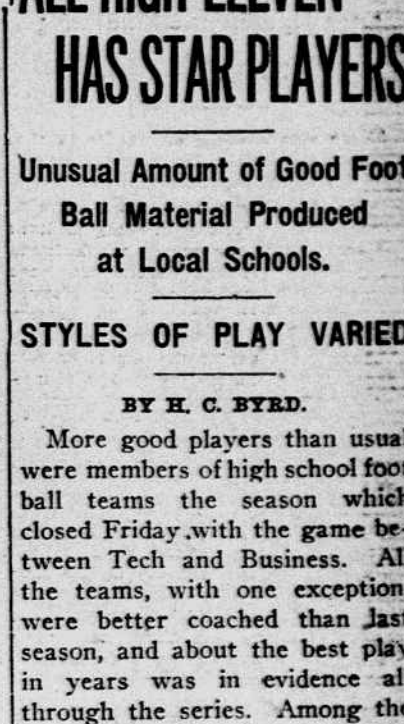 ALL HIGH ELEVEN
HAS STAR PLAYERS
Unusual Amount of Good Foot
Ball Material Produced
at Local Schools.
STYLES OF PLAY VARIED
BY H. C. BYRD.
More good players than usual
were members of high school foot
ball teams the season which
closed Friday with the game be-
tween Tech and Business. All
the teams, with one exception
were better coached than last
season, and about the best play
in years was in evidence all
through the series. Among the